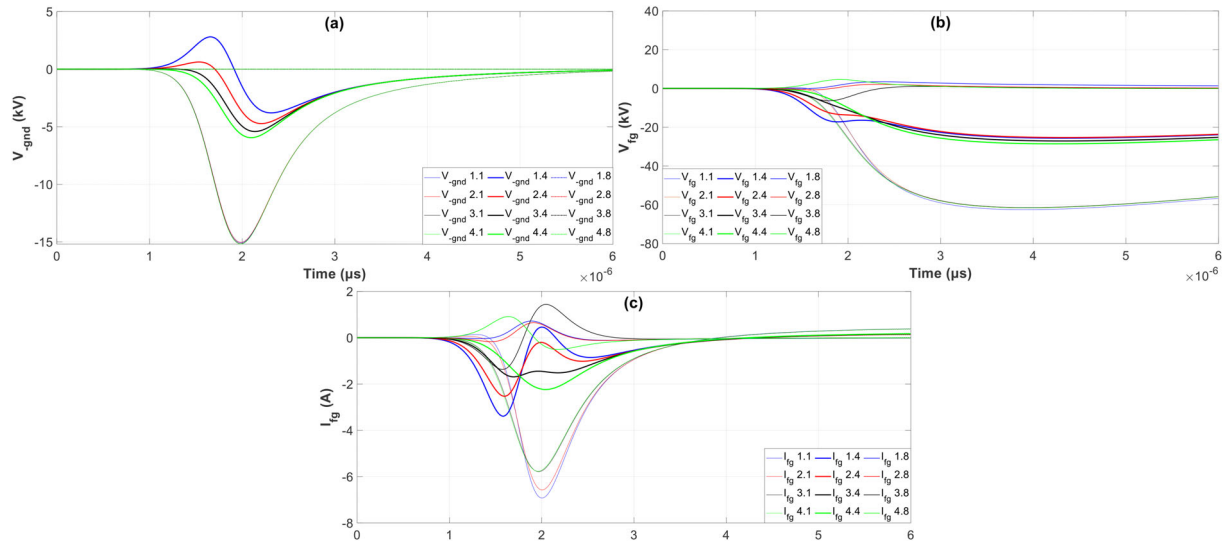 (a)
5
0
-5
-10
-15
V-gnd (kV)
0 1 2 3 4 5 6
Time (µs)
×10-6
V-gnd 1.1 V-gnd 1.4 V-gnd 1.8
V-gnd 2.1 V-gnd 2.4 V-gnd 2.8
V-gnd 3.1 V-gnd 3.4 V-gnd 3.8
V-gnd 4.1 V-gnd 4.4 V-gnd 4.8
(b)
40
20
0
-20
-40
-60
-80
Vfg (kV)
0 1 2 3 4 5 6
Time (µs)
×10-6
Vfg 1.1 Vfg 1.4 Vfg 1.8
Vfg 2.1 Vfg 2.4 Vfg 2.8
Vfg 3.1 Vfg 3.4 Vfg 3.8
Vfg 4.1 Vfg 4.4 Vfg 4.8
(c)
2
0
-2
-4
-6
-8
Ifg (A)
0 1 2 3 4 5 6
Ifg 1.1 Ifg 1.4 Ifg 1.8
Ifg 2.1 Ifg 2.4 Ifg 2.8
Ifg 3.1 Ifg 3.4 Ifg 3.8
Ifg 4.1 Ifg 4.4 Ifg 4.8